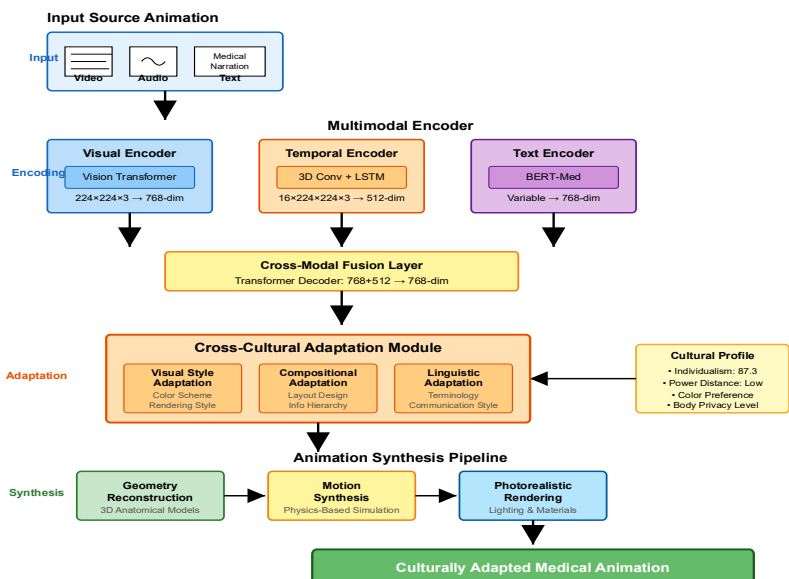 Input Source Animation
Input
Medical
Narration
Video
Audio
Text
Multimodal Encoder
Encoding
Visual Encoder
Vision Transformer
224×224×3 → 768-dim
Temporal Encoder
3D Conv + LSTM
16×224×224×3 → 512-dim
Text Encoder
BERT-Med
Variable → 768-dim
Cross-Modal Fusion Layer
Transformer Decoder: 768+512 → 768-dim
Adaptation
Cross-Cultural Adaptation Module
Visual Style
Adaptation
Color Scheme
Rendering Style
Compositional
Adaptation
Layout Design
Info Hierarchy
Linguistic
Adaptation
Terminology
Communication Style
Cultural Profile
• Individualism: 87.3
• Power Distance: Low
• Color Preference
• Body Privacy Level
Animation Synthesis Pipeline
Synthesis
Geometry
Reconstruction
3D Anatomical Models
Motion
Synthesis
Physics-Based Simulation
Photorealistic
Rendering
Lighting & Materials
Culturally Adapted Medical Animation